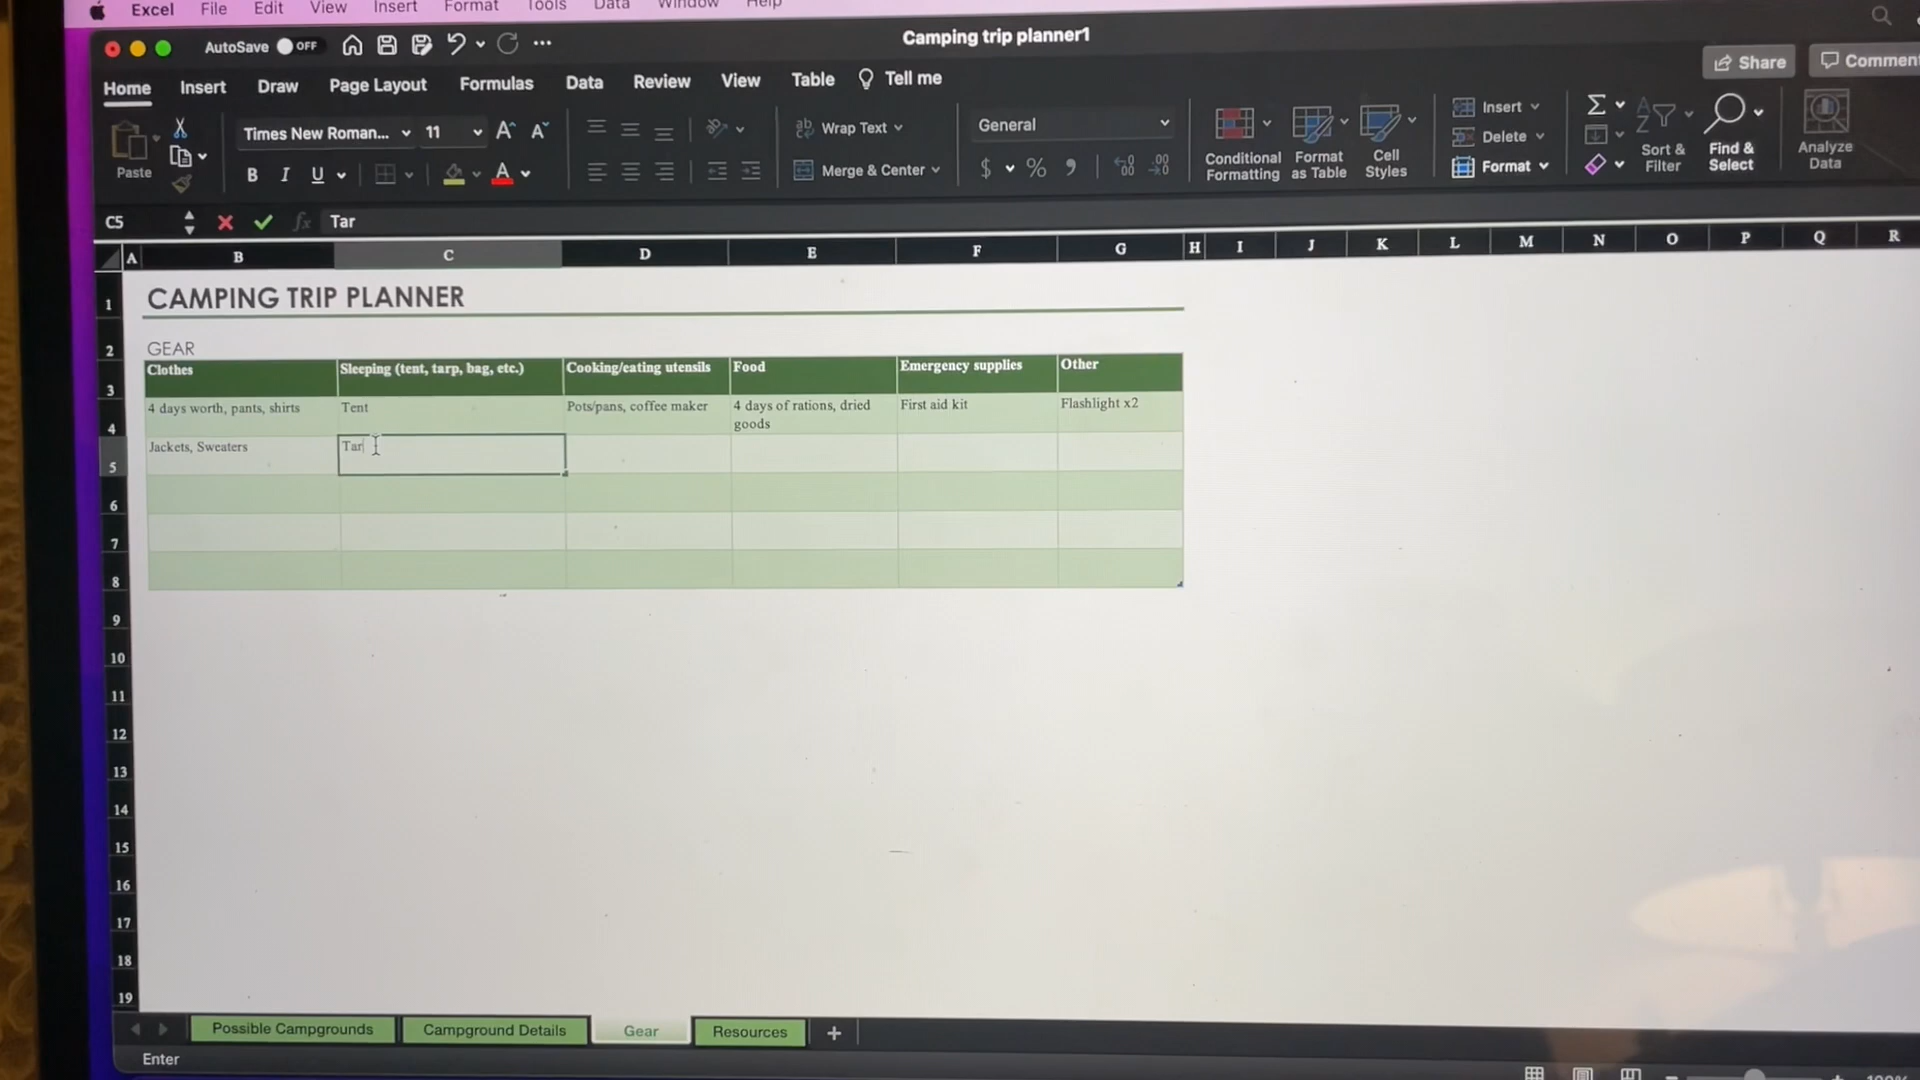 Excel File Edit View Insert Format Tools Data Window Help
AutoSave OFF
Camping trip planner1
Share
Home Insert Draw Page Layout Formulas Data Review View Table Tell me
Paste
Times New Roman... 11 A^ Aˇ
B I U A
ab Wrap Text
Merge & Center
General
$ % 9
.00
Conditional
Formatting
Format
as Table
Cell
Styles
Insert
Delete
Format
Sort &
Filter
Find &
Select
Analyze
Data
C5 fx Tar
A B C D E F G H I J K L M N O P Q R
1 CAMPING TRIP PLANNER
2 GEAR
3 Clothes Sleeping (tent, tarp, bag, etc.) Cooking/eating utensils Food Emergency supplies Other
4 4 days worth, pants, shirts Tent Pots/pans, coffee maker 4 days of rations, dried First aid kit Flashlight x2
goods
5 Jackets, Sweaters Tar
6
7
8
9
10
11
12
13
14
15
16
17
18
19
Possible Campgrounds Campground Details Gear Resources +
Enter